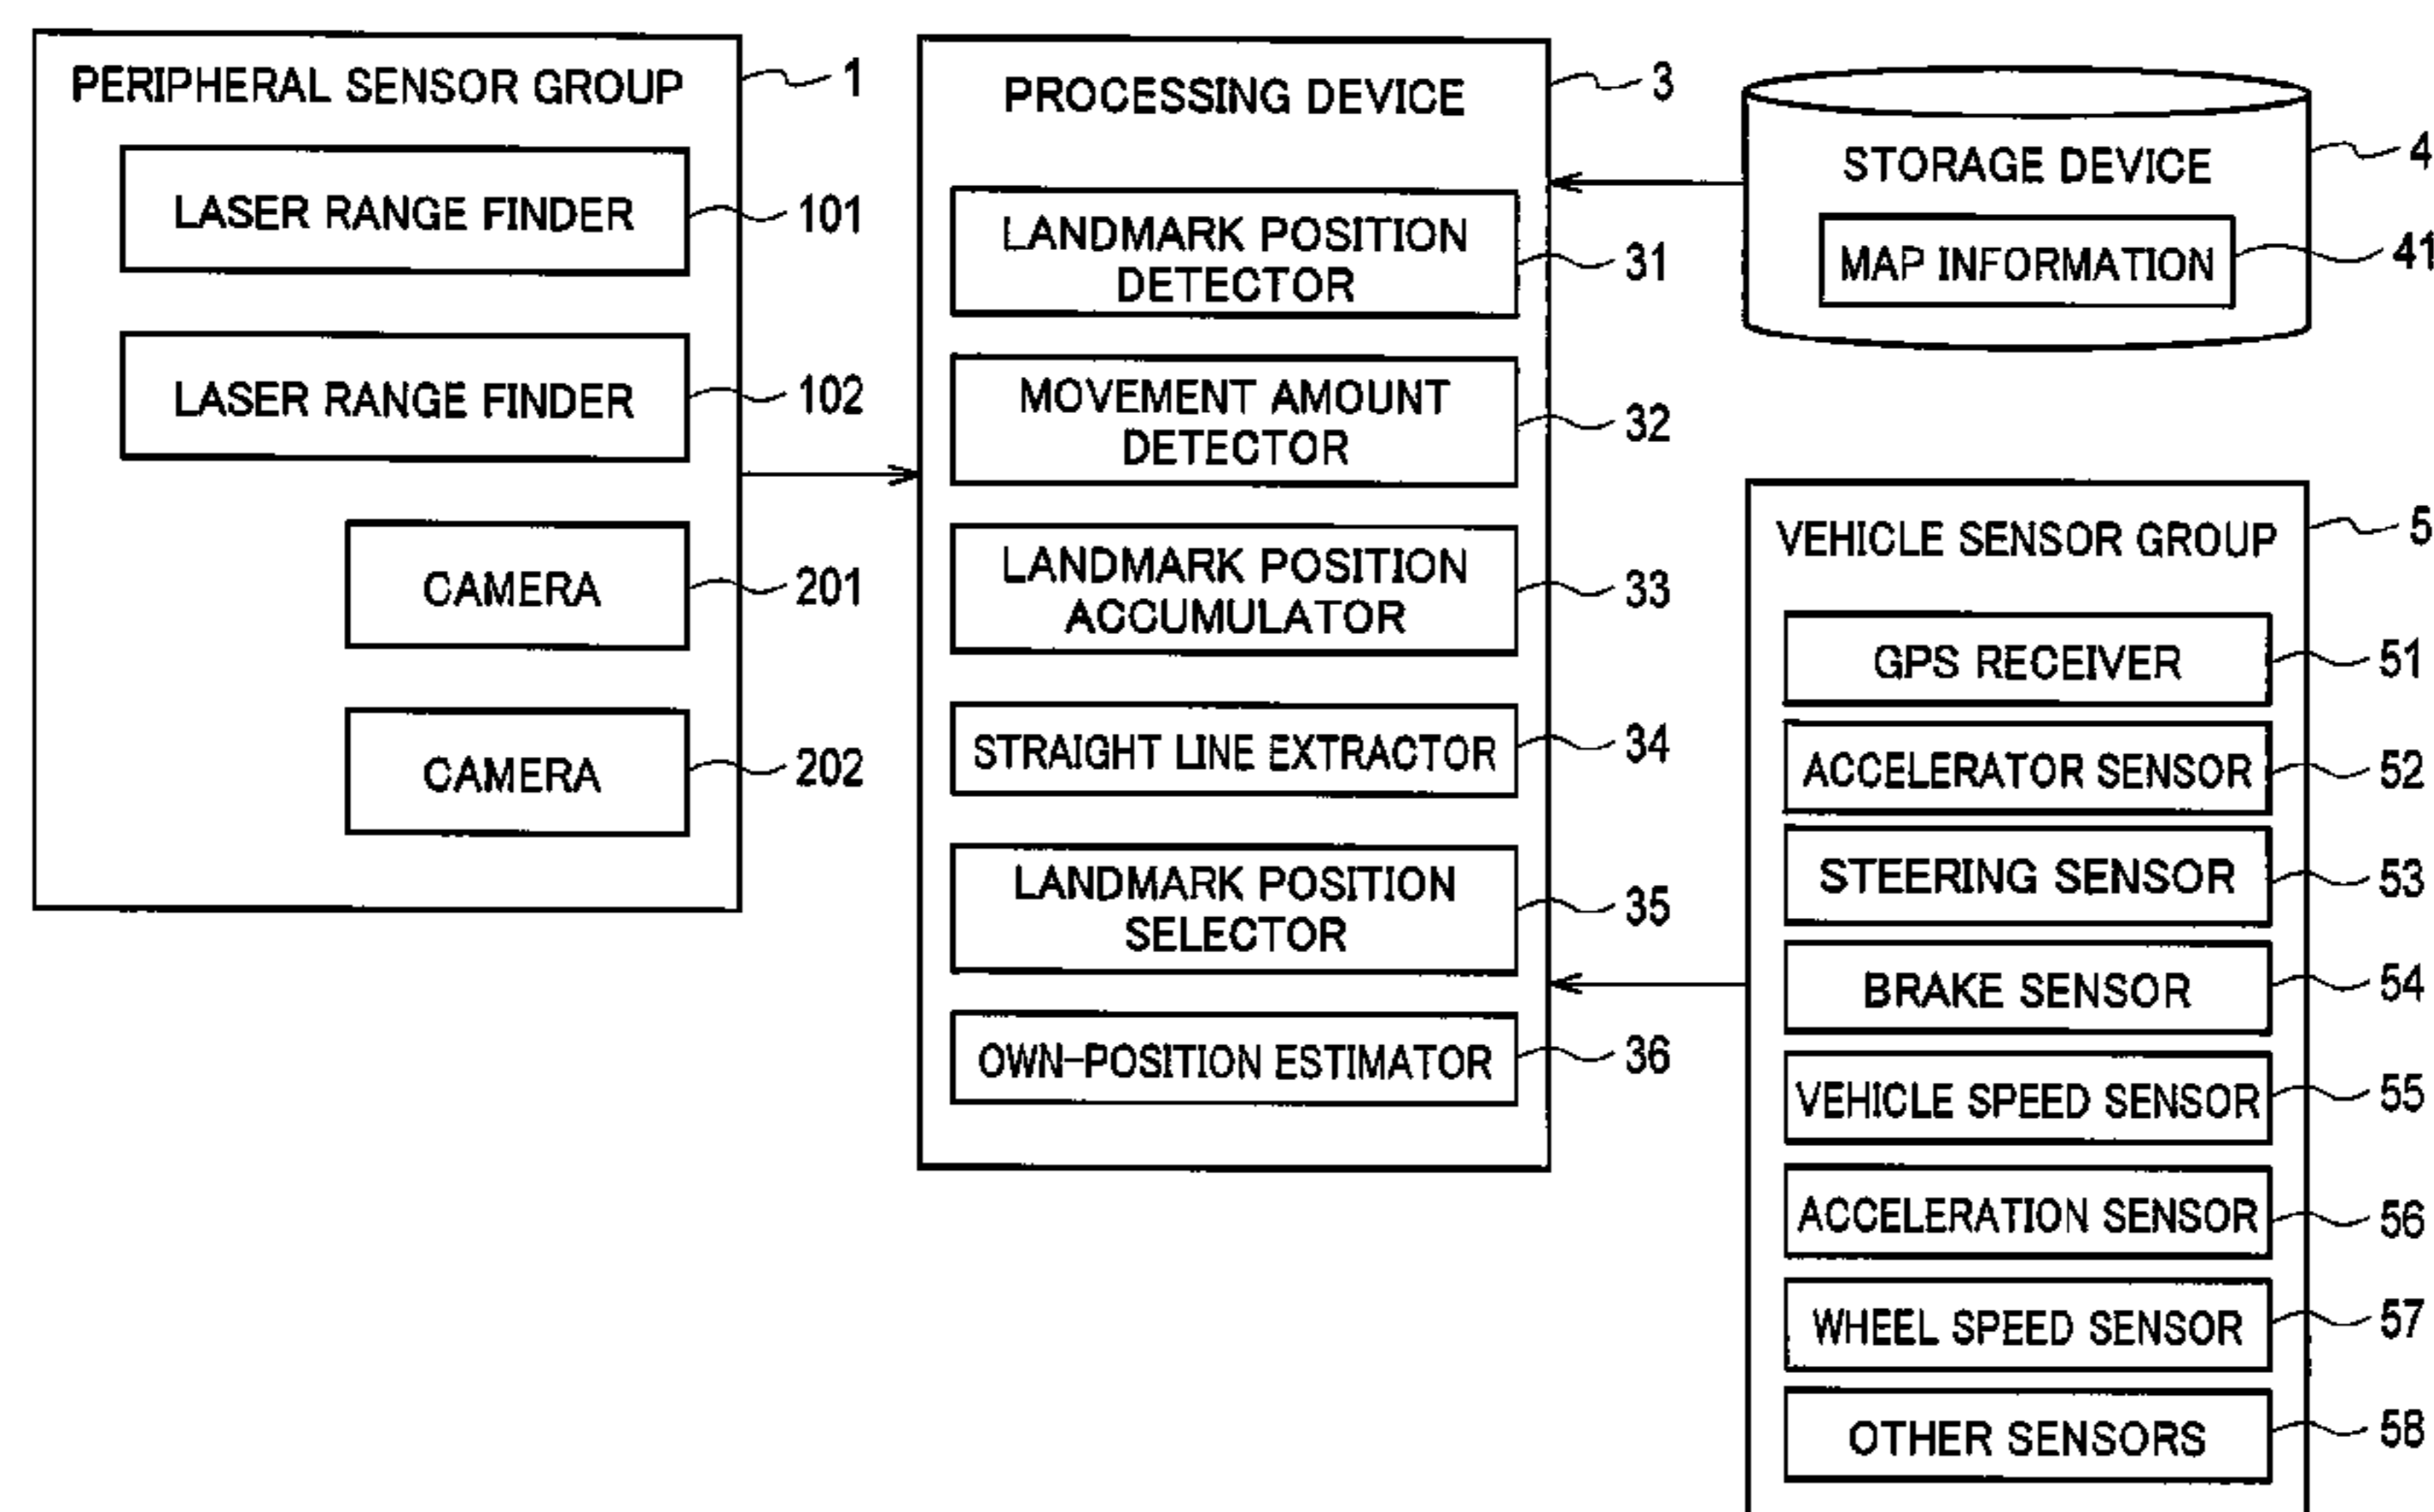 PERIPHERAL SENSOR GROUP
1
LASER RANGE FINDER
101
LASER RANGE FINDER
102
CAMERA
201
CAMERA
202
PROCESSING DEVICE
3
LANDMARK POSITION
DETECTOR
31
MOVEMENT AMOUNT
DETECTOR
32
LANDMARK POSITION
ACCUMULATOR
33
STRAIGHT LINE EXTRACTOR
34
LANDMARK POSITION
SELECTOR
35
OWN-POSITION ESTIMATOR
36
STORAGE DEVICE
4
MAP INFORMATION
41
VEHICLE SENSOR GROUP
5
GPS RECEIVER
51
ACCELERATOR SENSOR
52
STEERING SENSOR
53
BRAKE SENSOR
54
VEHICLE SPEED SENSOR
55
ACCELERATION SENSOR
56
WHEEL SPEED SENSOR
57
OTHER SENSORS
58